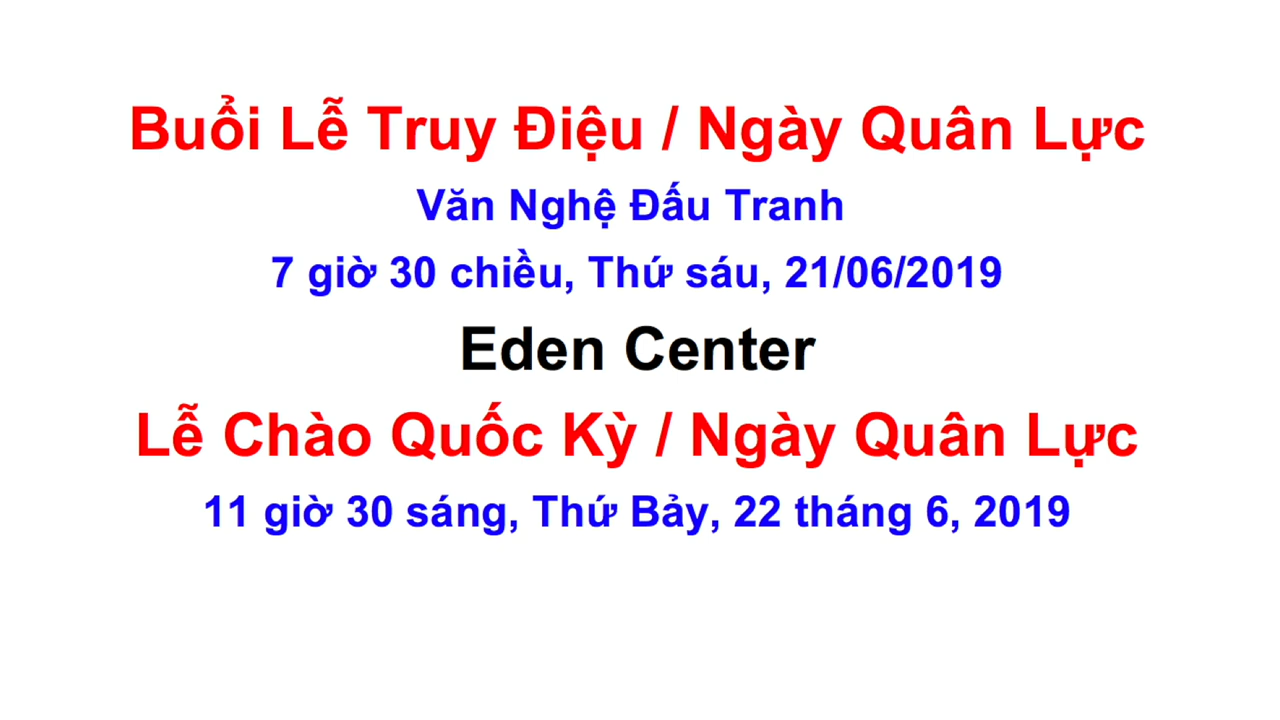 Buổi Lễ Truy Điệu / Ngày Quân Lực
Văn Nghệ Đấu Tranh
7 giờ 30 chiều, Thứ sáu, 21/06/2019
Eden Center
Lễ Chào Quốc Kỳ / Ngày Quân Lực
11 giờ 30 sáng, Thứ Bảy, 22 tháng 6, 2019